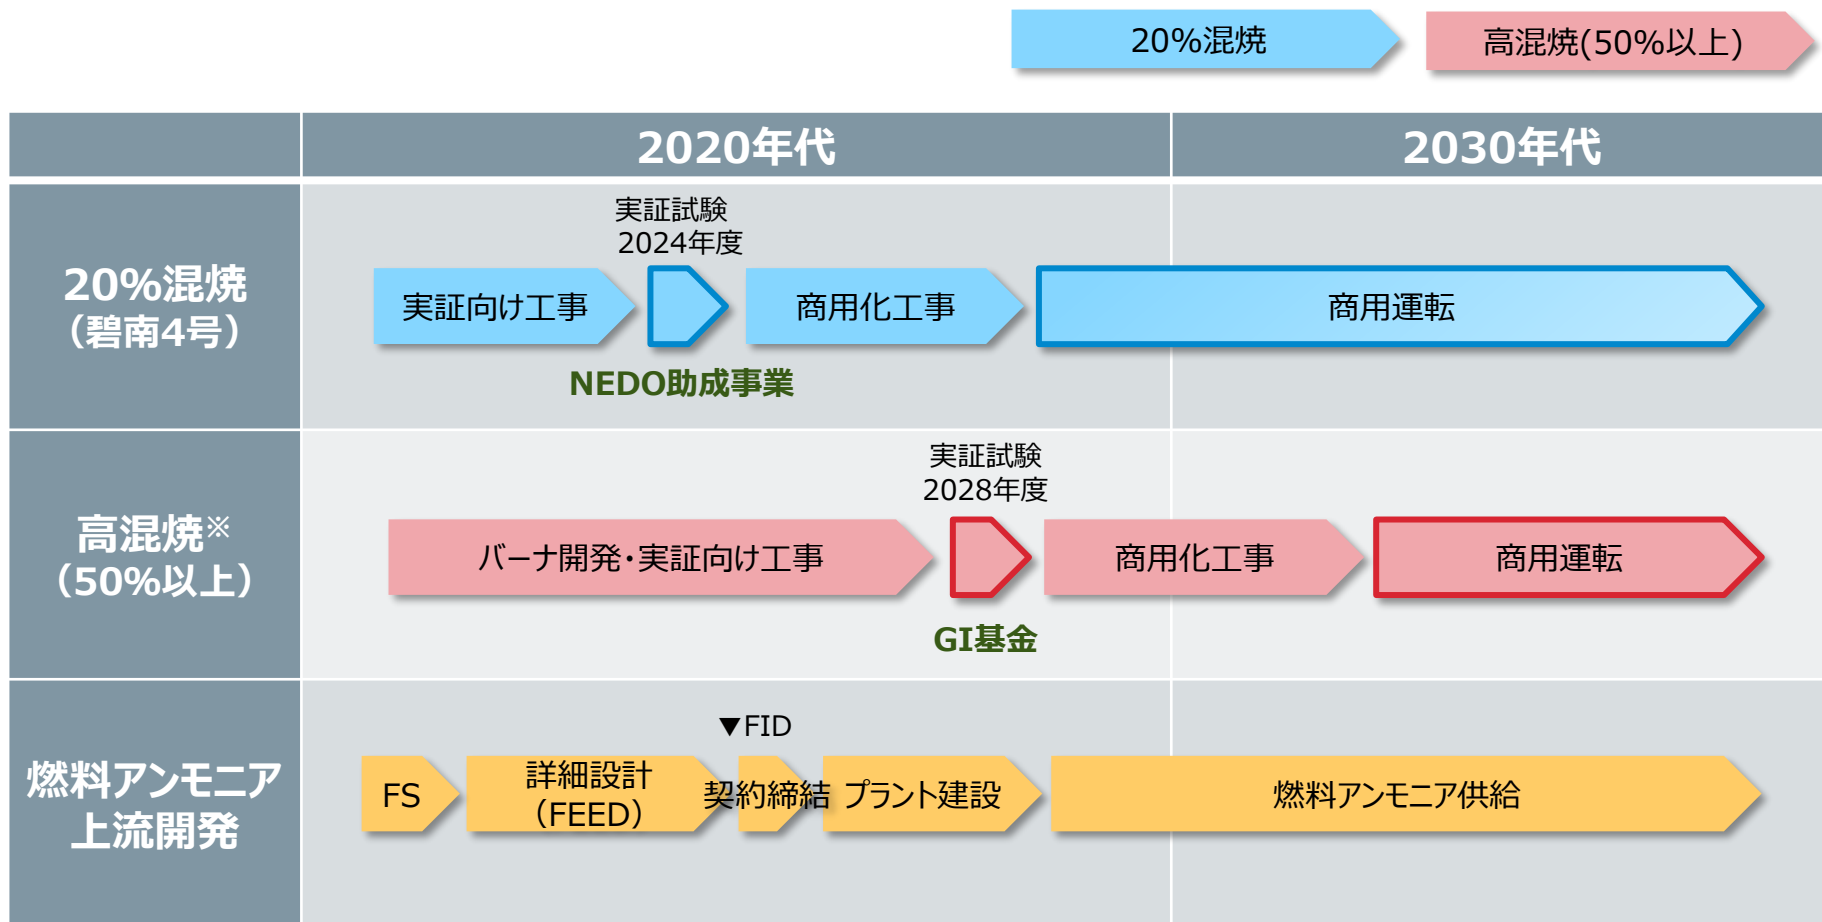 20%混焼
高混焼(50%以上)
2020年代
2030年代
20%混焼
（碧南4号）
実証試験
2024年度
実証向け工事
商用化工事
商用運転
NEDO助成事業
高混焼※
（50%以上）
実証試験
2028年度
バーナ開発・実証向け工事
商用化工事
商用運転
GI基金
燃料アンモニア
上流開発
▼FID
FS
詳細設計
（FEED）
契約締結
プラント建設
燃料アンモニア供給